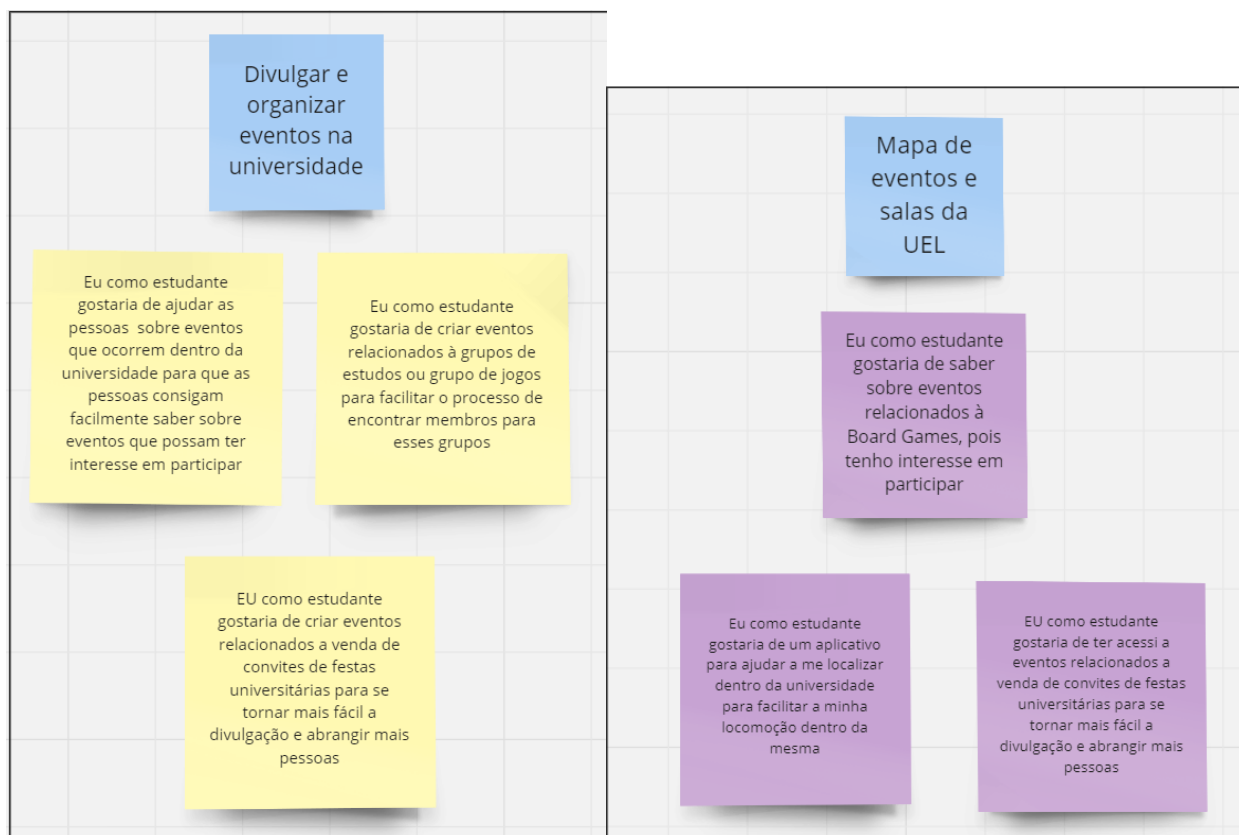 Divulgar e
organizar
eventos na
universidade
Eu como estudante
gostaria de ajudar as
pessoas sobre eventos
que ocorrem dentro da
universidade para que as
pessoas consigam
facilmente saber sobre
eventos que possam ter
interesse em participar
Eu como estudante
gostaria de criar eventos
relacionados à grupos de
estudos ou grupo de jogos
para facilitar o processo de
encontrar membros para
esses grupos
EU como estudante
gostaria de criar eventos
relacionados a venda de
convites de festas
universitárias para se
tornar mais fácil a
divulgação e abrangir mais
pessoas
Mapa de
eventos e
salas da
UEL
Eu como estudante
gostaria de saber
sobre eventos
relacionados à
Board Games, pois
tenho interesse em
participar
Eu como estudante
gostaria de um aplicativo
para ajudar a me localizar
dentro da universidade
para facilitar a minha
locomoção dentro da
mesma
EU como estudante
gostaria de ter acessi a
eventos relacionados a
venda de convites de festas
universitárias para se
tornar mais fácil a
divulgação e abrangir mais
pessoas